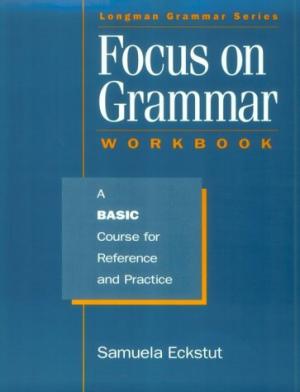 Longman Grammar Series
Focus on
Grammar
WORKBOOK
A
BASIC
Course for
Reference
and Practice
Samuela Eckstut